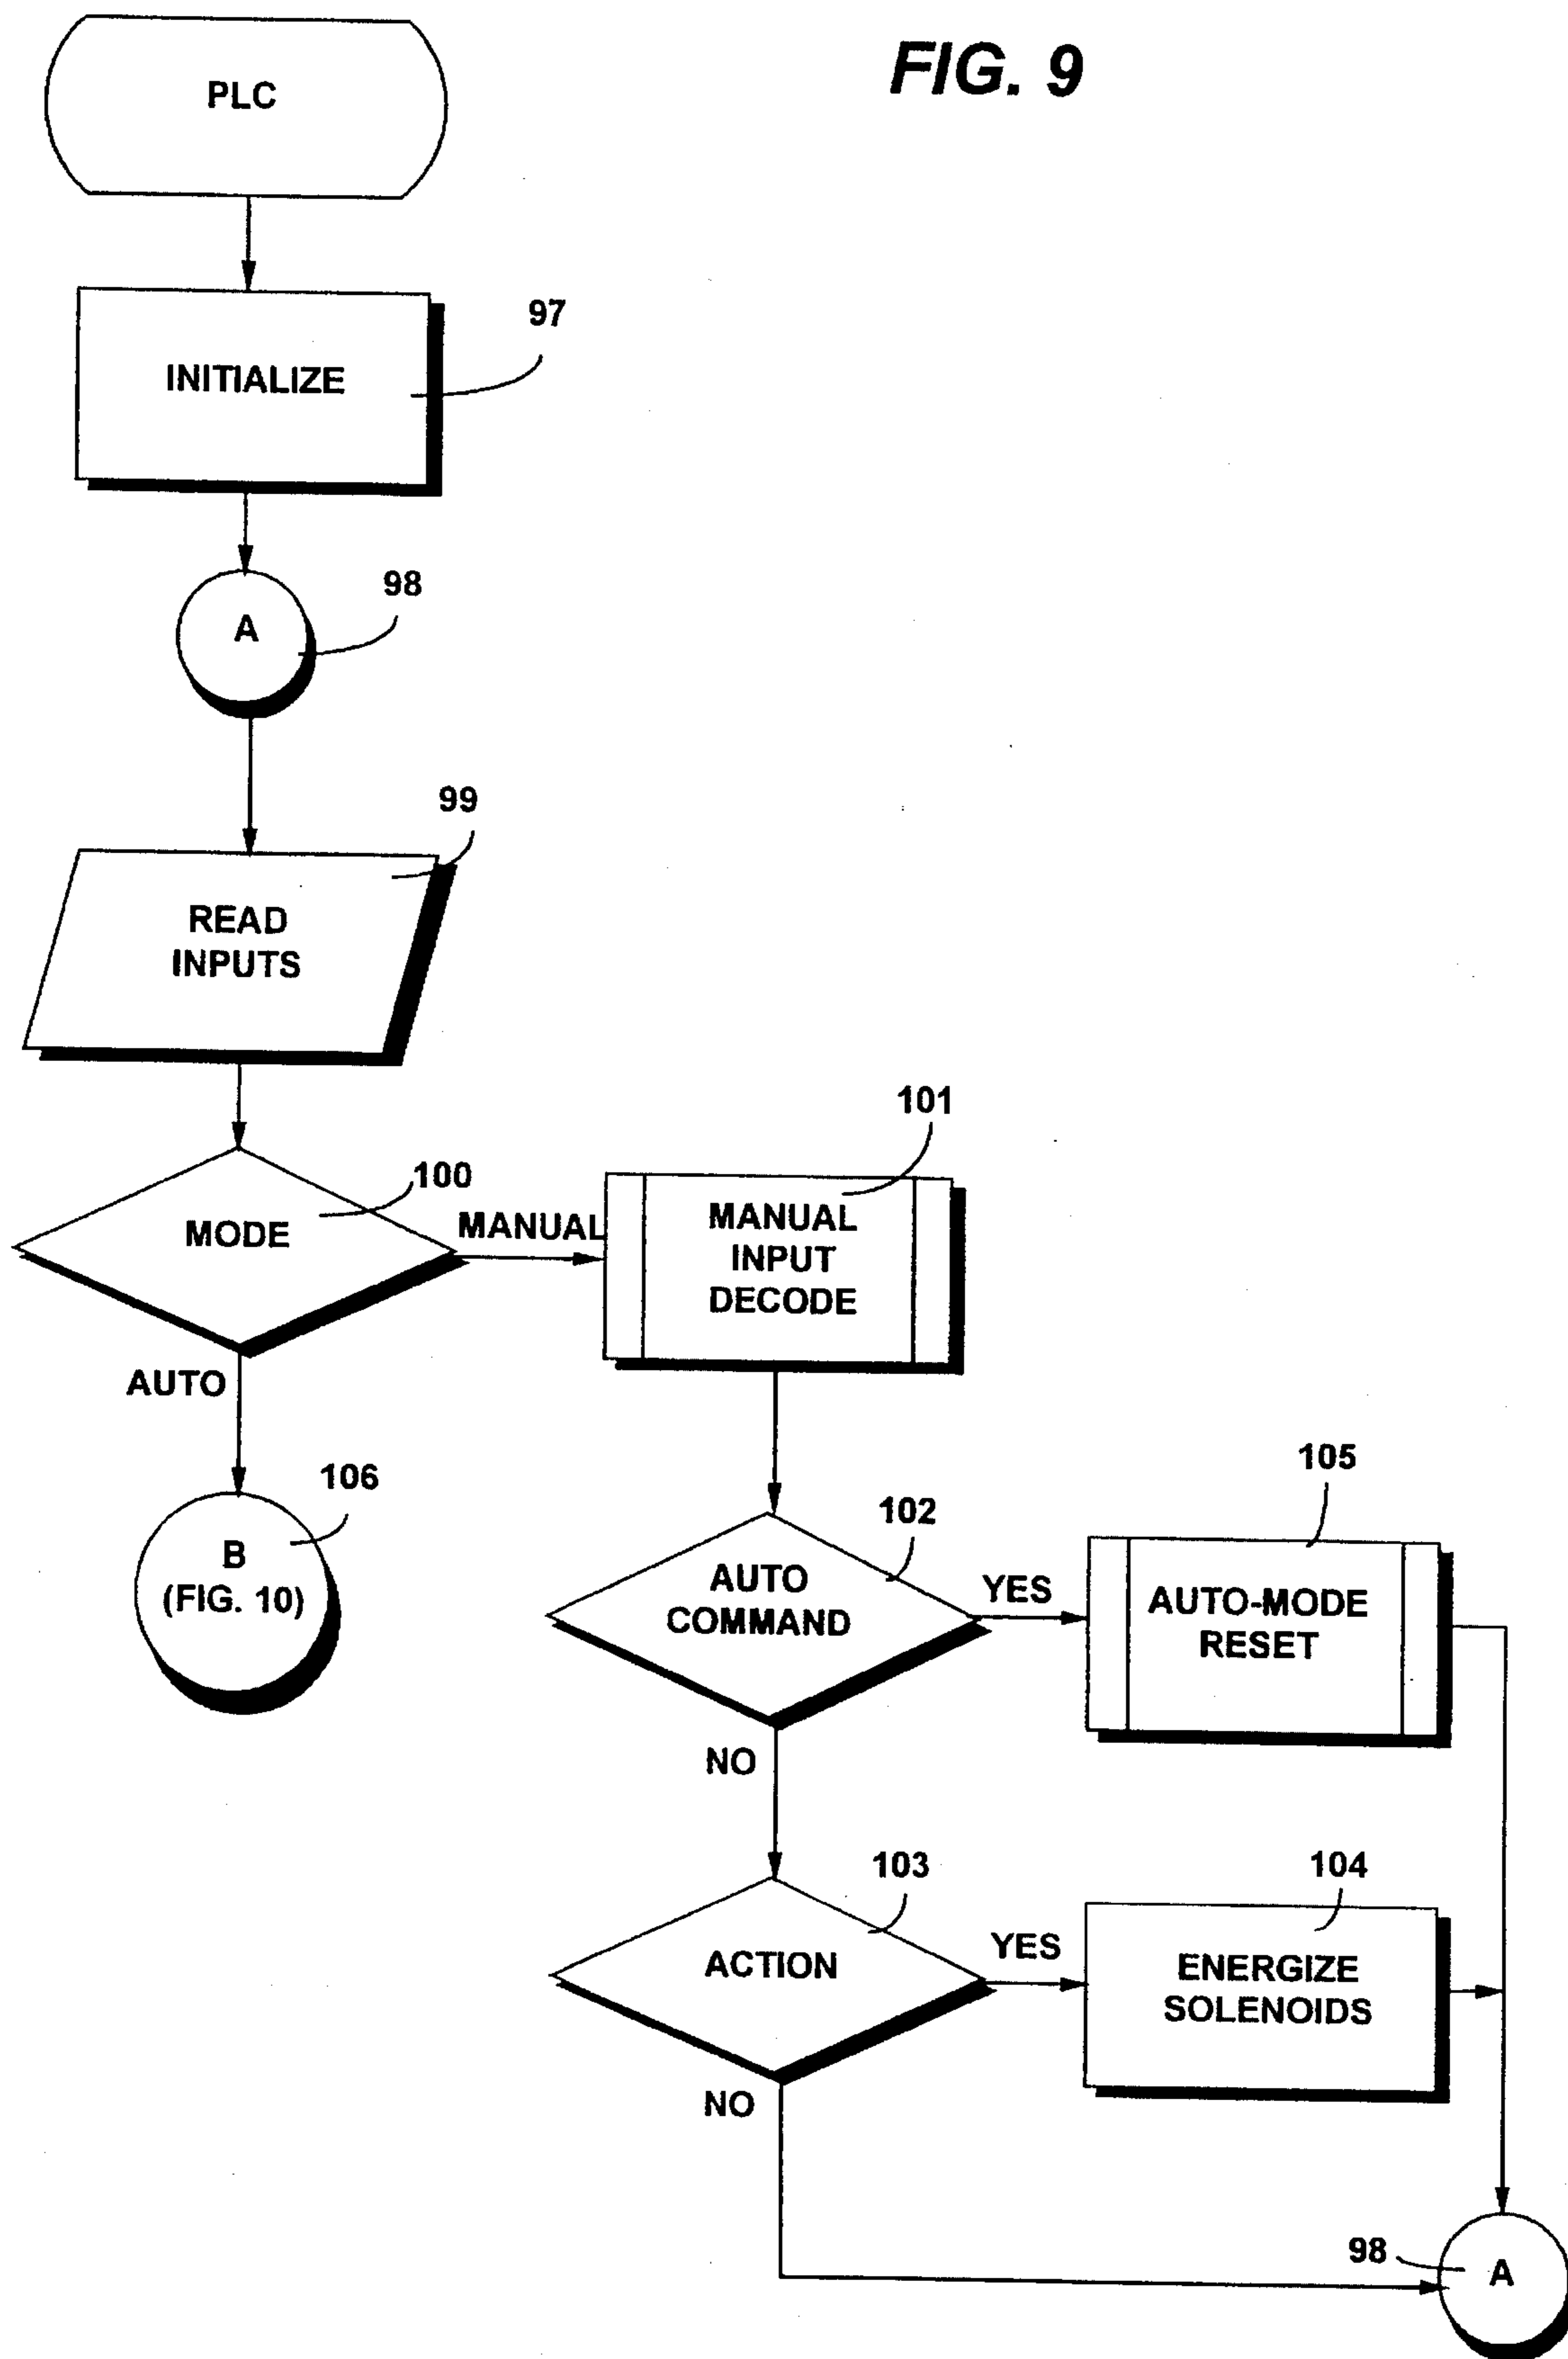 FIG. 9
PLC
97
INITIALIZE
98
A
99
READ
INPUTS
100
MODE
MANUAL
101
MANUAL
INPUT
DECODE
AUTO
106
B
(FIG. 10)
102
AUTO
COMMAND
YES
105
AUTO-MODE
RESET
NO
103
ACTION
YES
104
ENERGIZE
SOLENOIDS
NO
98
A